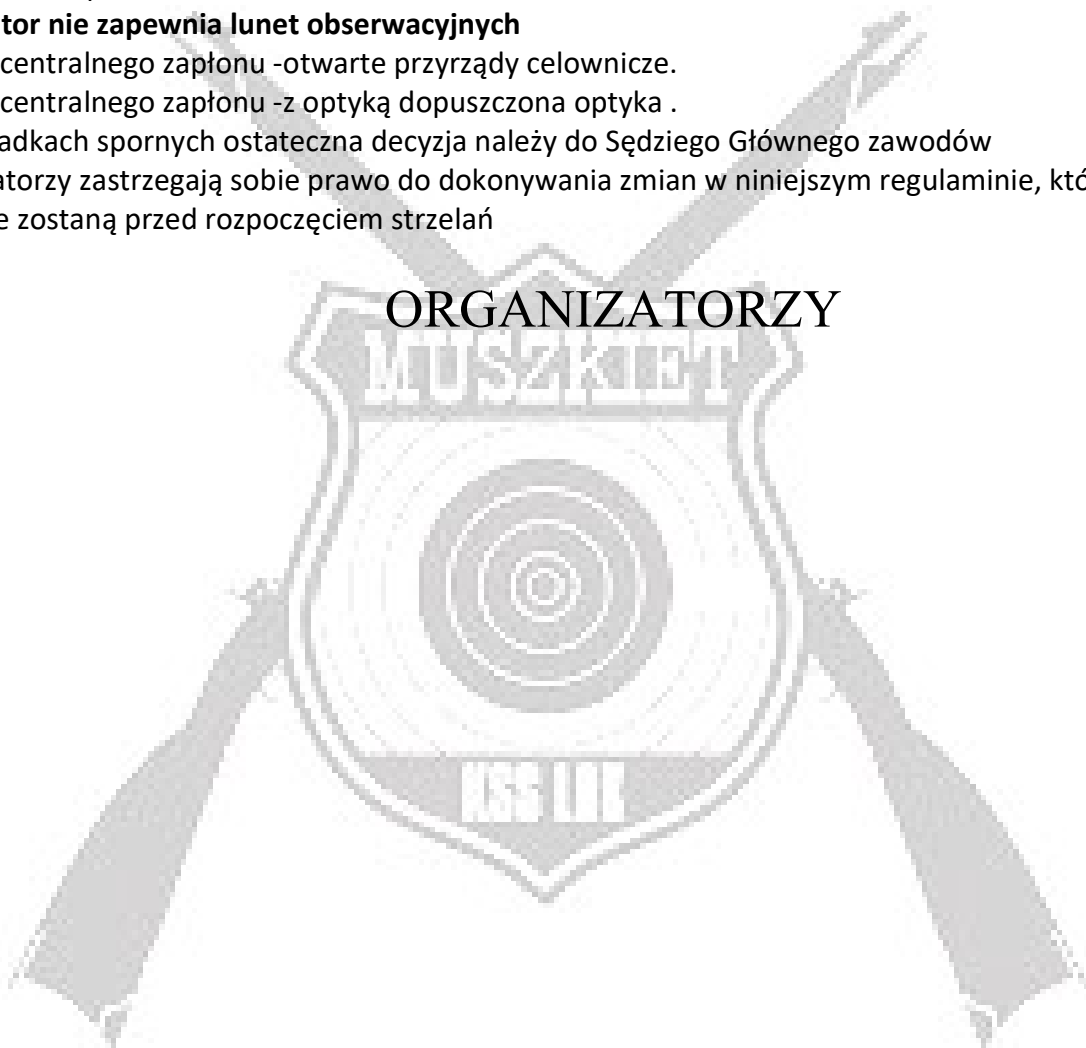 tor nie zapewnia lunet obserwacyjnych
centralnego zapłonu -otwarte przyrządy celownicze.
centralnego zapłonu -z optyką dopuszczona optyka .
adkach spornych ostateczna decyzja należy do Sędziego Głównego zawodów
atorzy zastrzegają sobie prawo do dokonywania zmian w niniejszym regulaminie, któ
e zostaną przed rozpoczęciem strzelań
ORGANIZATORZY
MUSZKIET
KSS LOK